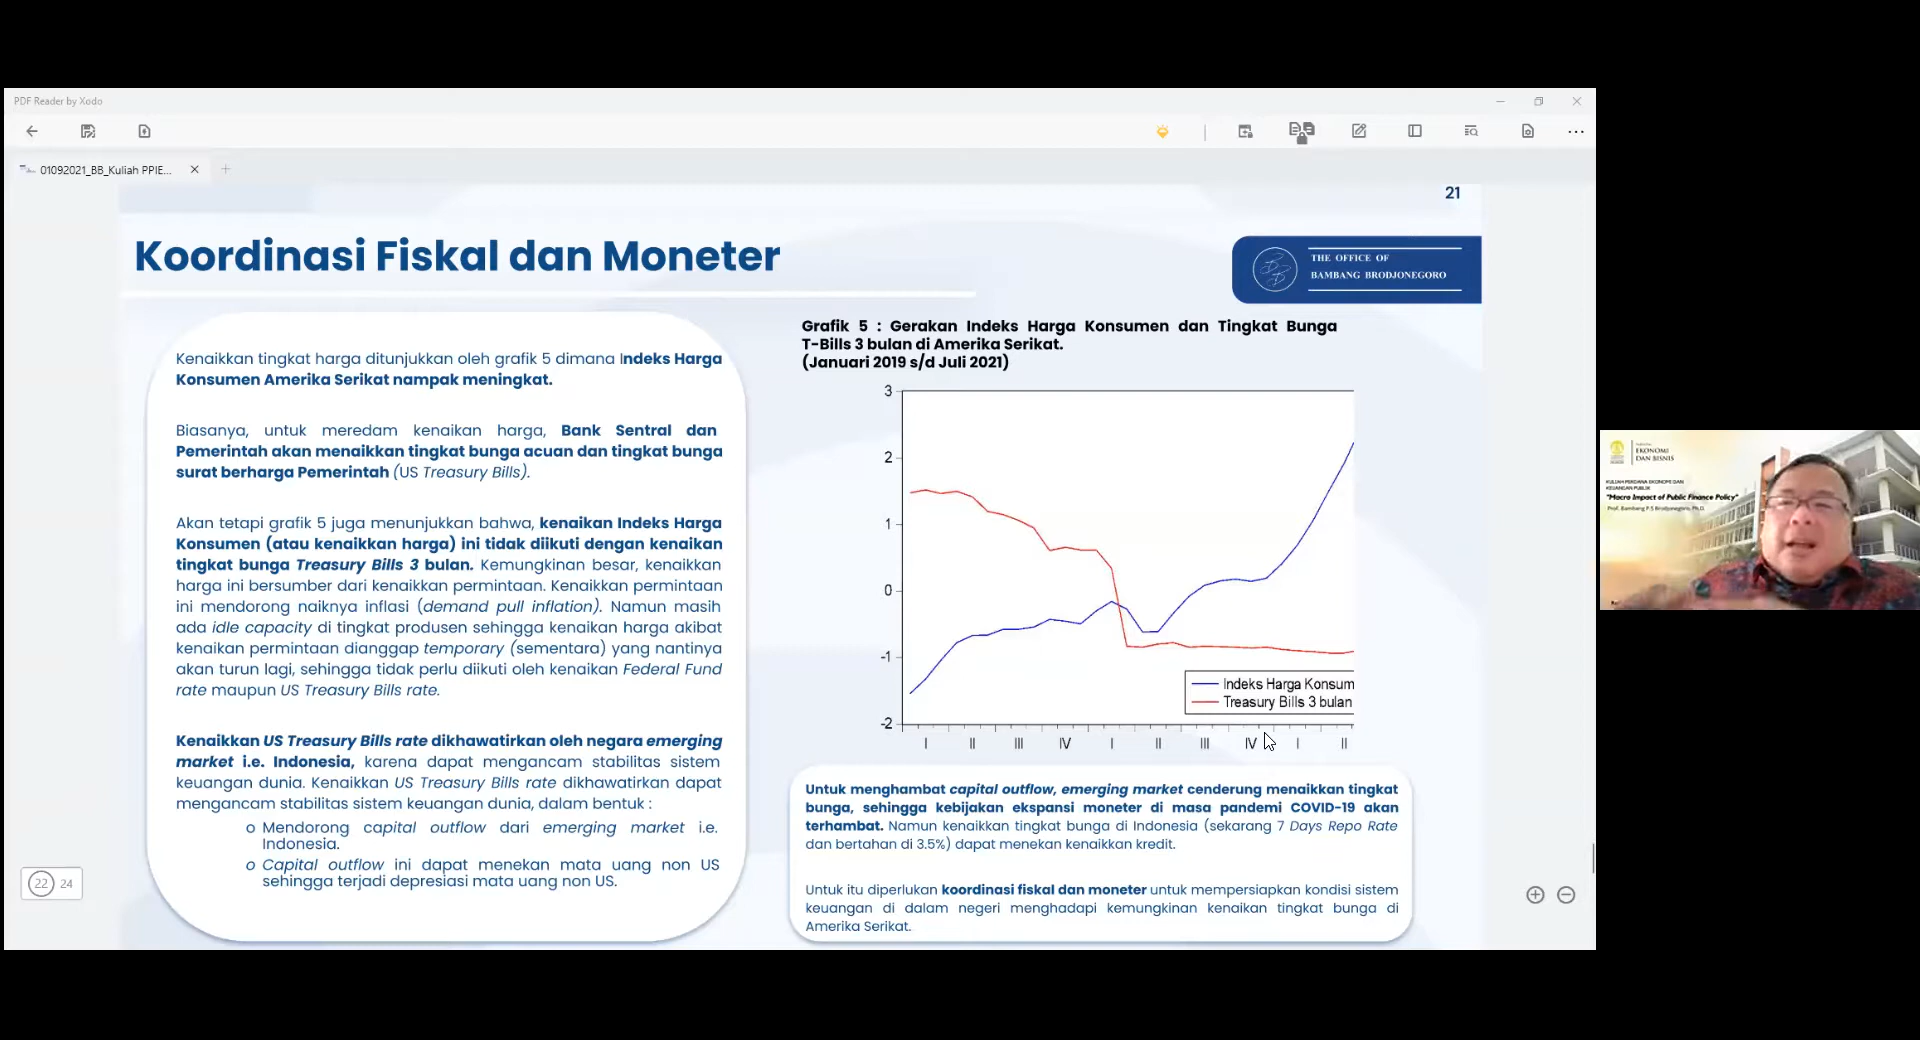 PDF Reader by Xodo
01092021_BB_Kuliah PPIE...
21
Koordinasi Fiskal dan Moneter
THE OFFICE OF
BAMBANG BRODJONEGORO
Kenaikkan tingkat harga ditunjukkan oleh grafik 5 dimana Indeks Harga
Konsumen Amerika Serikat nampak meningkat.
Biasanya, untuk meredam kenaikan harga, Bank Sentral dan
Pemerintah akan menaikkan tingkat bunga acuan dan tingkat bunga
surat berharga Pemerintah (US Treasury Bills).
Akan tetapi grafik 5 juga menunjukkan bahwa, kenaikan Indeks Harga
Konsumen (atau kenaikkan harga) ini tidak diikuti dengan kenaikan
tingkat bunga Treasury Bills 3 bulan. Kemungkinan besar, kenaikkan
harga ini bersumber dari kenaikkan permintaan. Kenaikkan permintaan
ini mendorong naiknya inflasi (demand pull inflation). Namun masih
ada idle capacity di tingkat produsen sehingga kenaikan harga akibat
kenaikan permintaan dianggap temporary (sementara) yang nantinya
akan turun lagi, sehingga tidak perlu diikuti oleh kenaikan Federal Fund
rate maupun US Treasury Bills rate.
Kenaikkan US Treasury Bills rate dikhawatirkan oleh negara emerging
market i.e. Indonesia, karena dapat mengancam stabilitas sistem
keuangan dunia. Kenaikkan US Treasury Bills rate dikhawatirkan dapat
mengancam stabilitas sistem keuangan dunia, dalam bentuk :
o Mendorong capital outflow dari emerging market i.e.
Indonesia.
o Capital outflow ini dapat menekan mata uang non US
sehingga terjadi depresiasi mata uang non US.
Grafik 5 : Gerakan Indeks Harga Konsumen dan Tingkat Bunga
T-Bills 3 bulan di Amerika Serikat.
(Januari 2019 s/d Juli 2021)
3
2
1
0
-1
-2
Indeks Harga Konsum
Treasury Bills 3 bulan
I II III IV I II III IV I II
Untuk menghambat capital outflow, emerging market cenderung menaikkan tingkat
bunga, sehingga kebijakan ekspansi moneter di masa pandemi COVID-19 akan
terhambat. Namun kenaikkan tingkat bunga di Indonesia (sekarang 7 Days Repo Rate
dan bertahan di 3.5%) dapat menekan kenaikkan kredit.
Untuk itu diperlukan koordinasi fiskal dan moneter untuk mempersiapkan kondisi sistem
keuangan di dalam negeri menghadapi kemungkinan kenaikan tingkat bunga di
Amerika Serikat.
22 24
EKONOMI
DAN BISNIS
KULIAH PERDANA EKONOMI DAN
KEUANGAN PUBLIK
"Macro Impact of Public Finance Policy"
Prof. Bambang P.S Brodjonegoro, Ph.D.